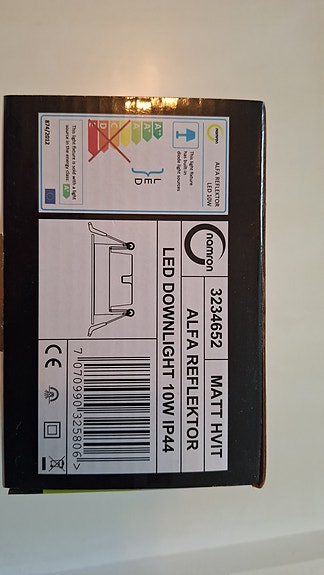 namron
ALFA REFLEKTOR
LED 10W
This light fixture
has built-in
diode light sources
A++
A+
A
B
C
D
E
L
E
D
This light fixture is sold with a light
source in the energy class: A+
874/2012
namron
3234652
MATT HVIT
ALFA REFLEKTOR
LED DOWNLIGHT 10W IP44
7 070990 325806 >
CE